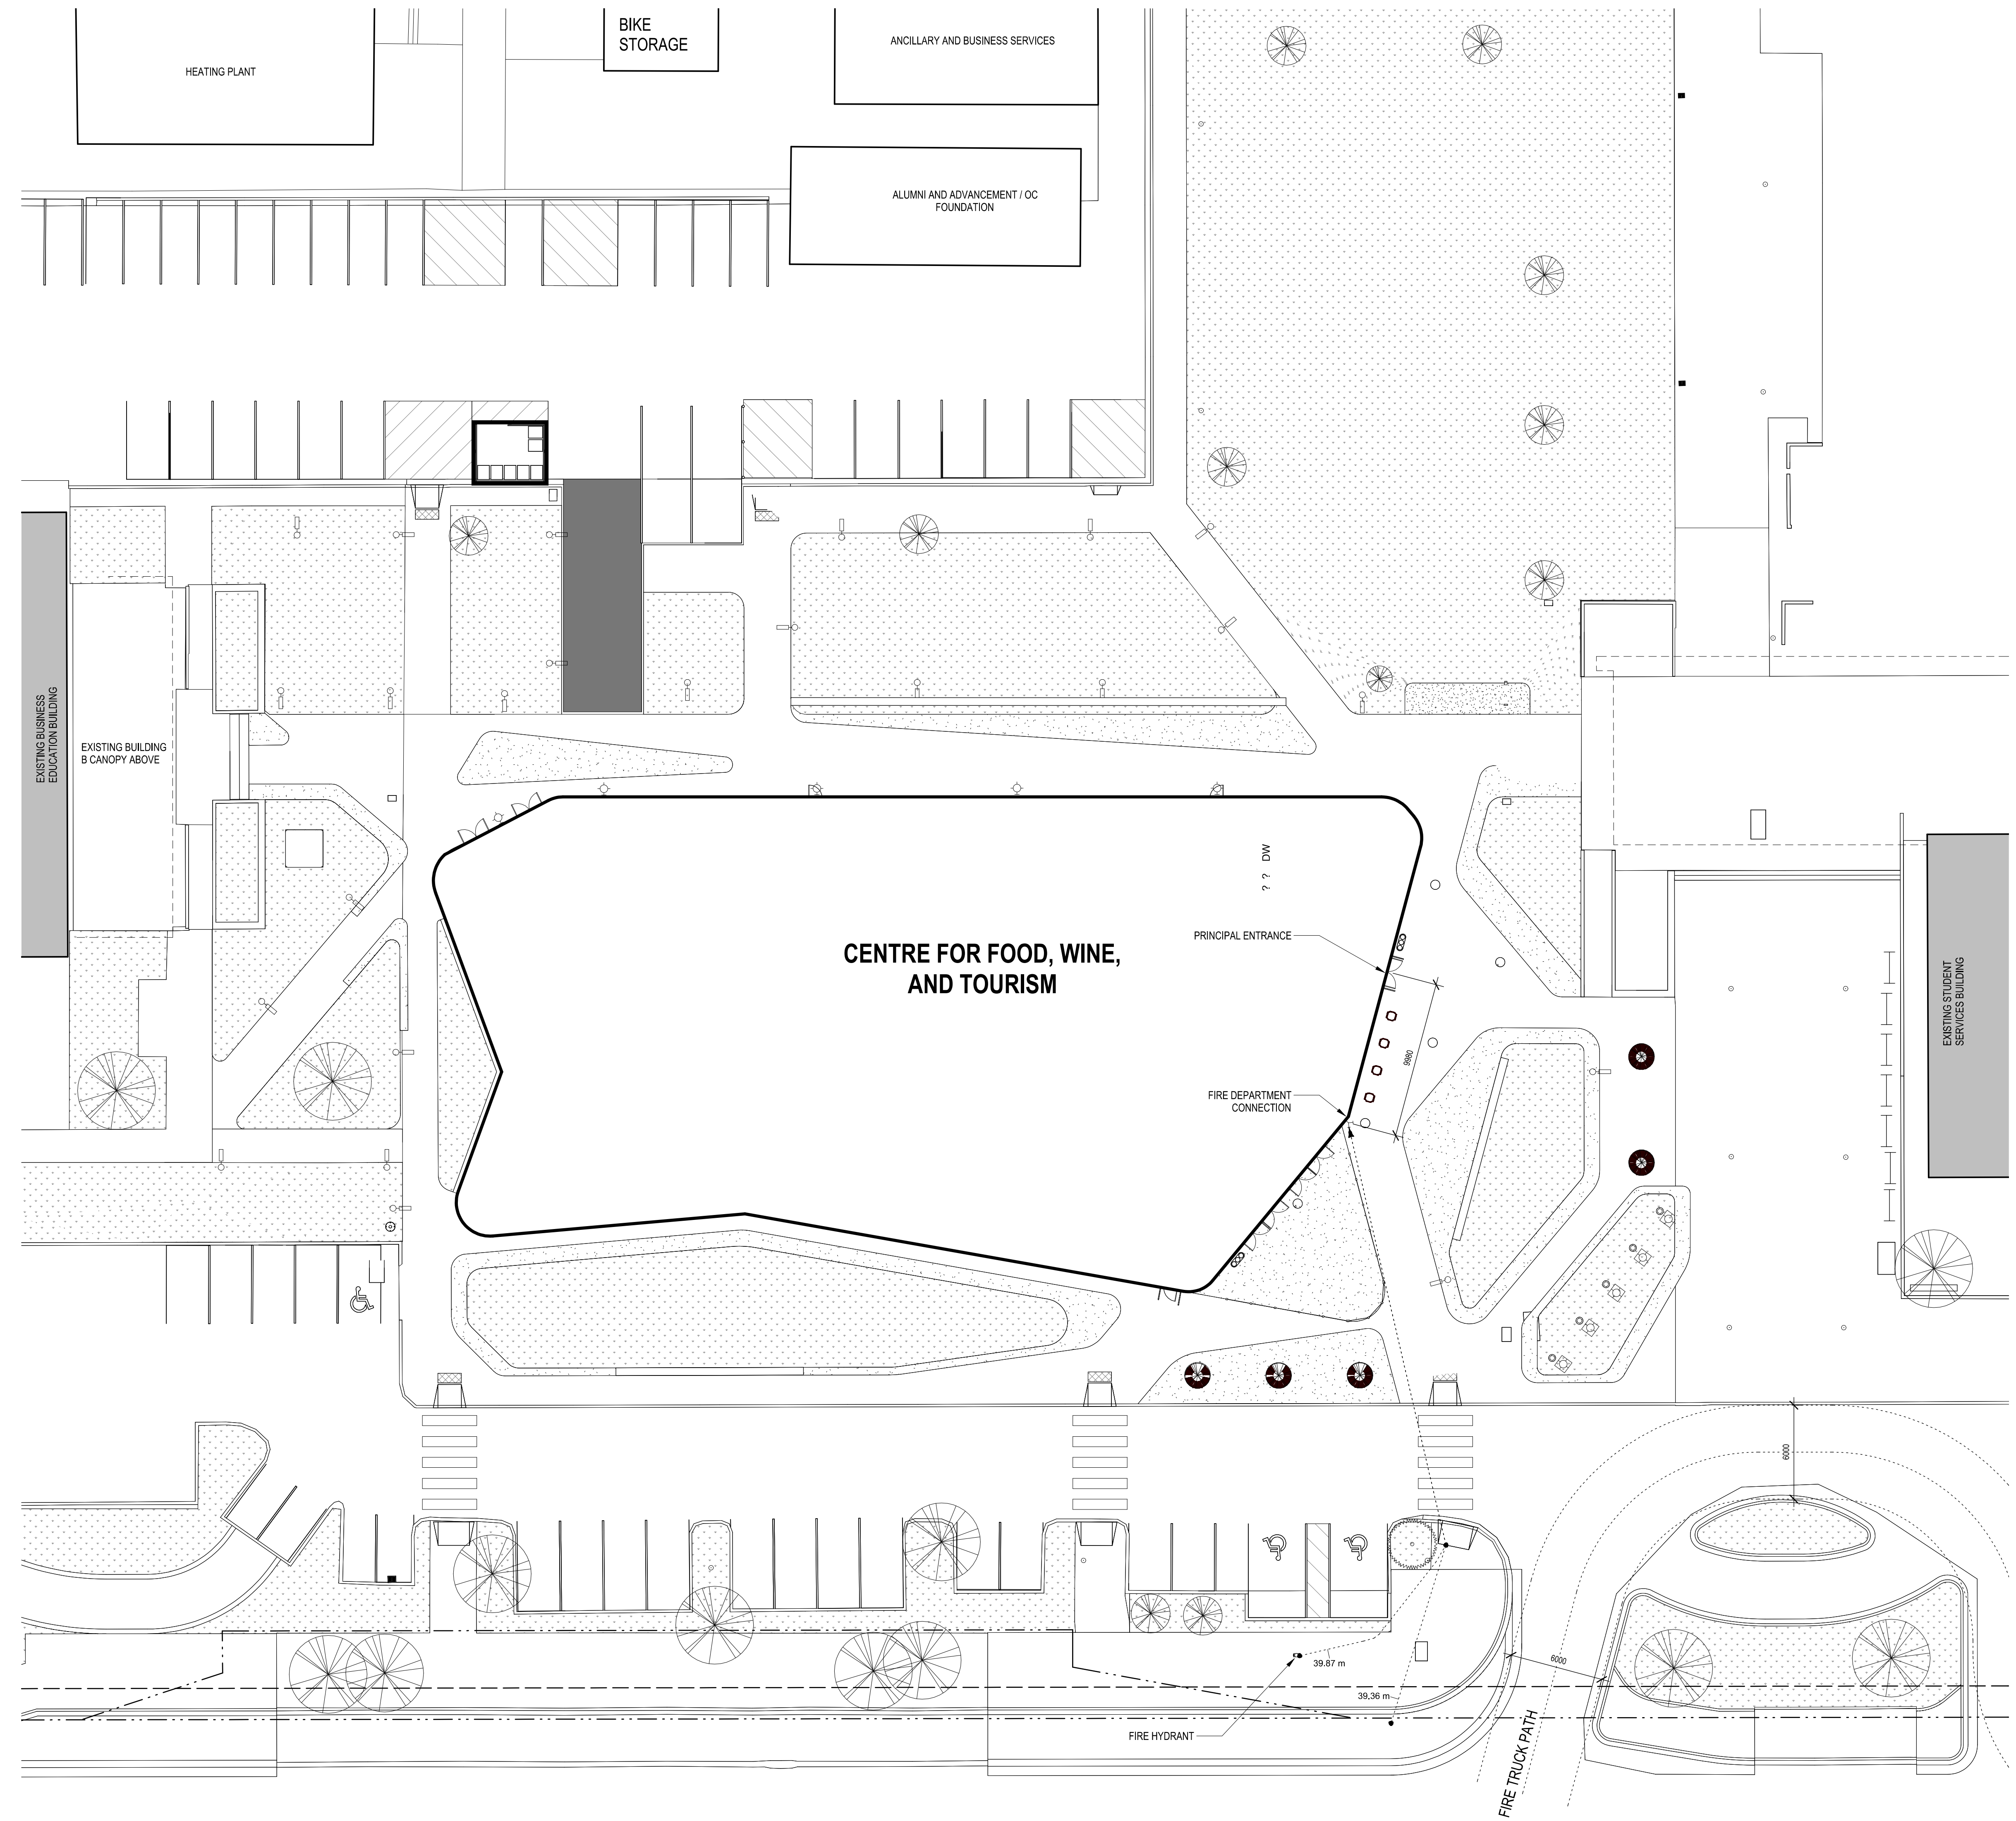 BIKE
STORAGE
ANCILLARY AND BUSINESS SERVICES
HEATING PLANT
ALUMNI AND ADVANCEMENT / OC
FOUNDATION
EXISTING BUSINESS
EDUCATION BUILDING
EXISTING BUILDING
B CANOPY ABOVE
? ? DW
PRINCIPAL ENTRANCE
CENTRE FOR FOOD, WINE,
AND TOURISM
9980
FIRE DEPARTMENT
CONNECTION
EXISTING STUDENT
SERVICES BUILDING
6000
6000
39.87 m
39.36 m
FIRE HYDRANT
FIRE TRUCK PATH